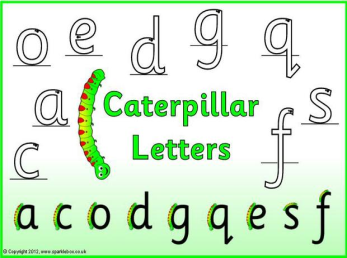 o e d g q
a Caterpillar s
c Letters f
a c o d g q e s f
© Copyright 2012, www.sparklebox.co.uk